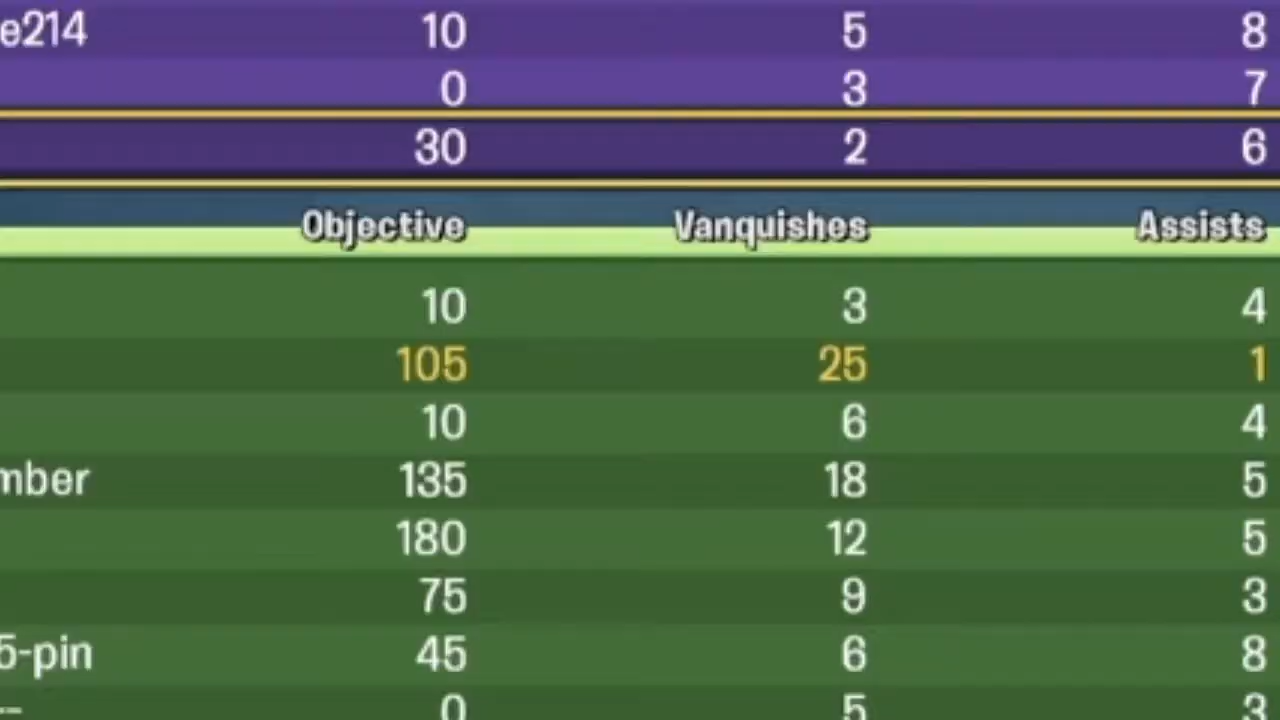 e214 10 5 8
0 3 7
30 2 6
Objective Vanquishes Assists
10 3 4
105 25 1
10 6 4
mber 135 18 5
180 12 5
75 9 3
5-pin 45 6 8
-- 0 5 3